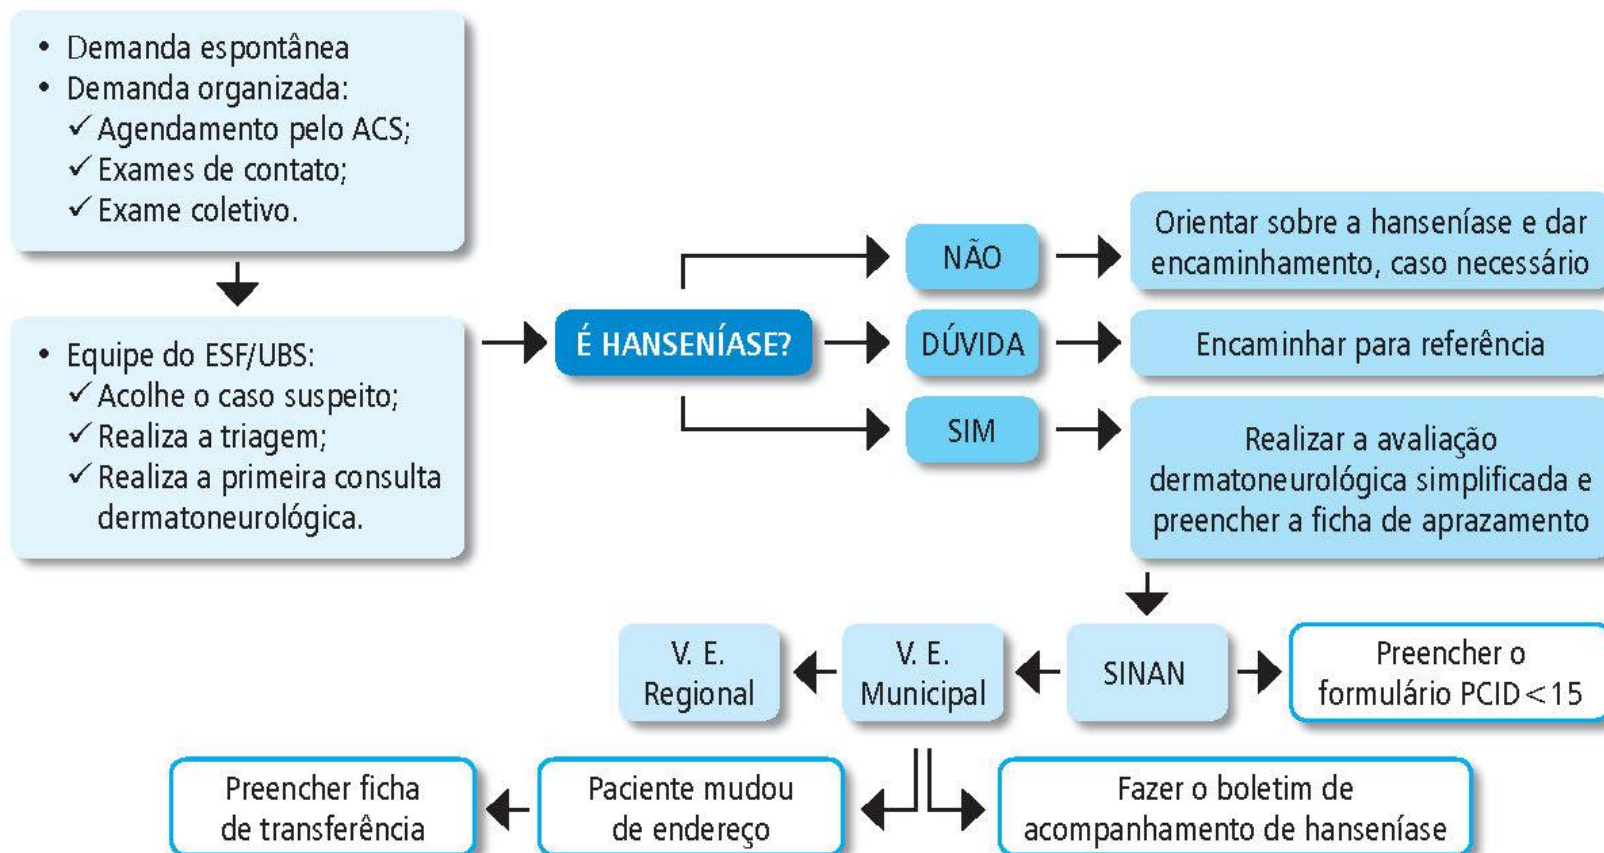 • Demanda espontânea
• Demanda organizada:
✓ Agendamento pelo ACS;
✓ Exames de contato;
✓ Exame coletivo.
• Equipe do ESF/UBS:
✓ Acolhe o caso suspeito;
✓ Realiza a triagem;
✓ Realiza a primeira consulta
dermatoneurológica.
É HANSENÍASE?
NÃO
Orientar sobre a hanseníase e dar
encaminhamento, caso necessário
DÚVIDA
Encaminhar para referência
SIM
Realizar a avaliação
dermatoneurológica simplificada e
preencher a ficha de aprazamento
V. E.
Regional
V. E.
Municipal
SINAN
Preencher o
formulário PCID<15
Preencher ficha
de transferência
Paciente mudou
de endereço
Fazer o boletim de
acompanhamento de hanseníase